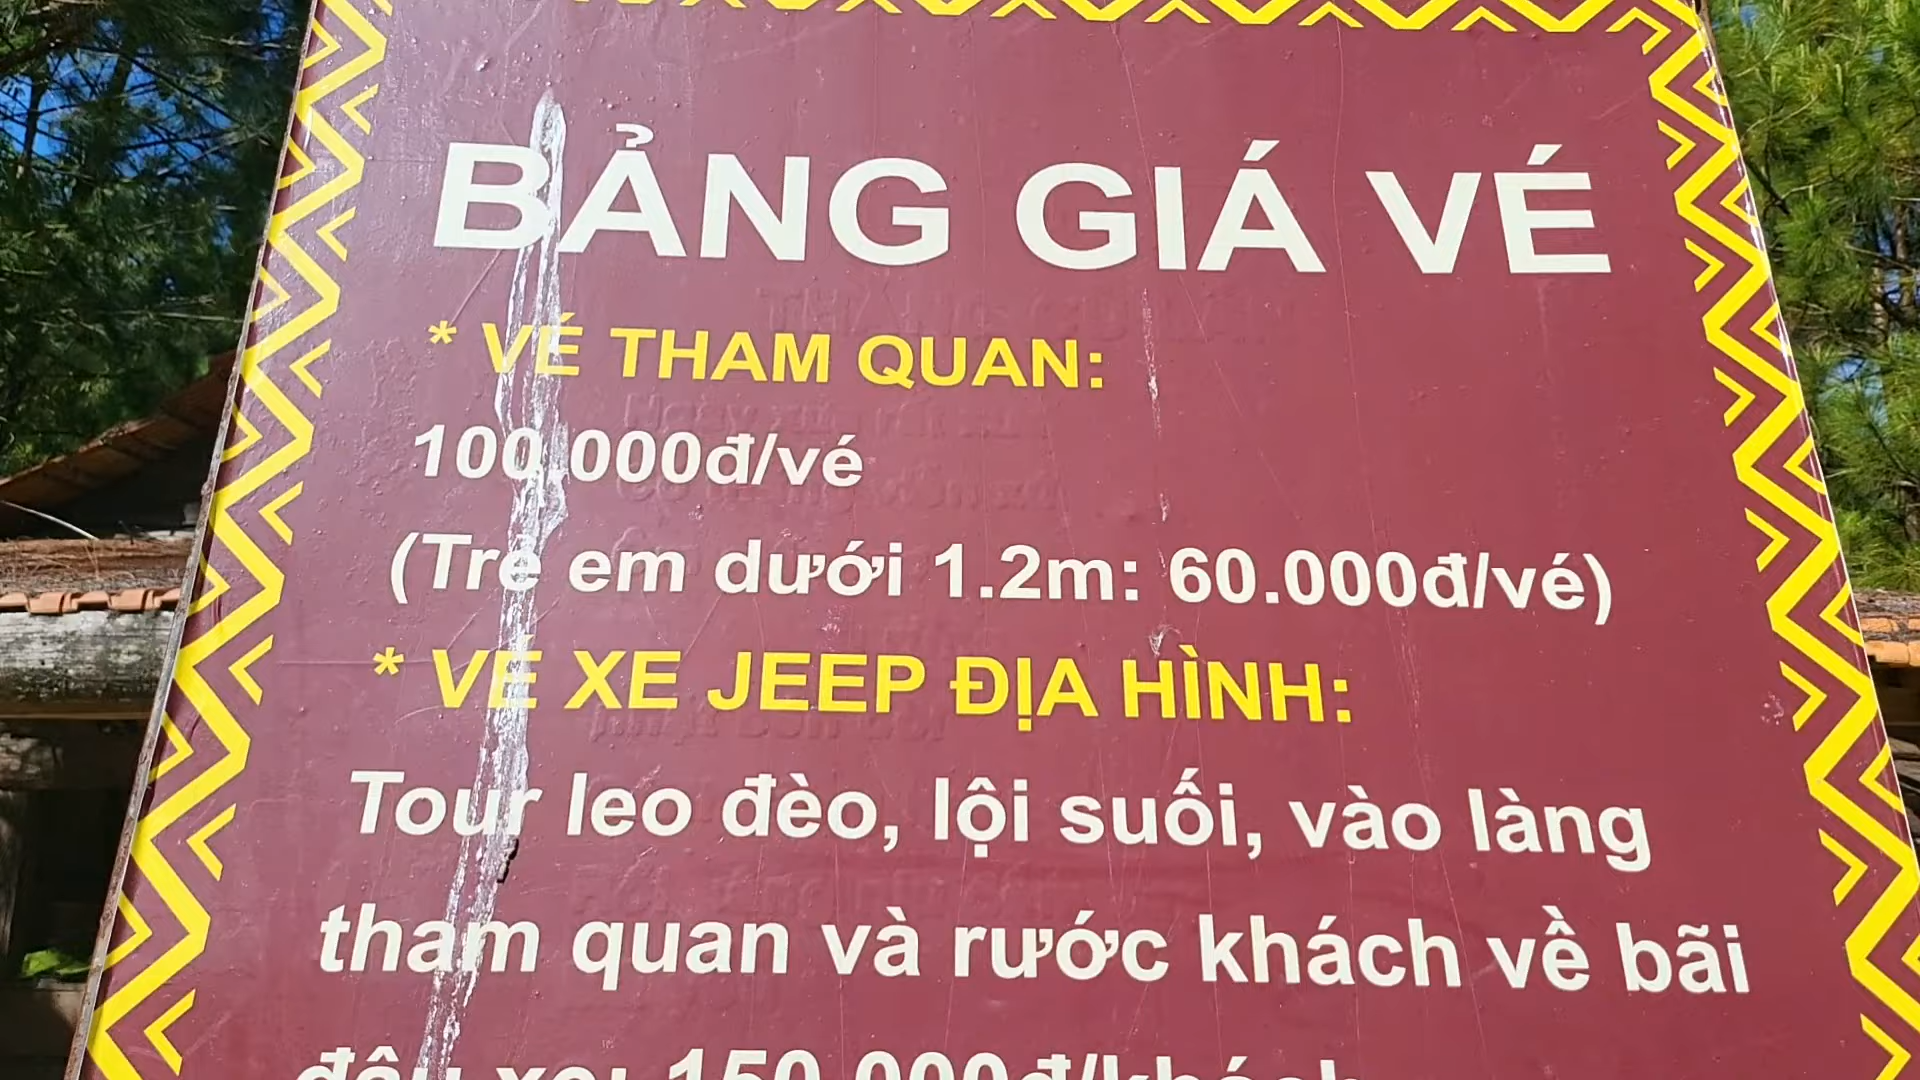 BẢNG GIÁ VÉ
* VÉ THAM QUAN:
100.000đ/vé
(Trẻ em dưới 1.2m: 60.000đ/vé)
* VÉ XE JEEP ĐỊA HÌNH:
Tour leo đèo, lội suối, vào làng
tham quan và rước khách về bãi
đậu xe: 150.000đ/khách